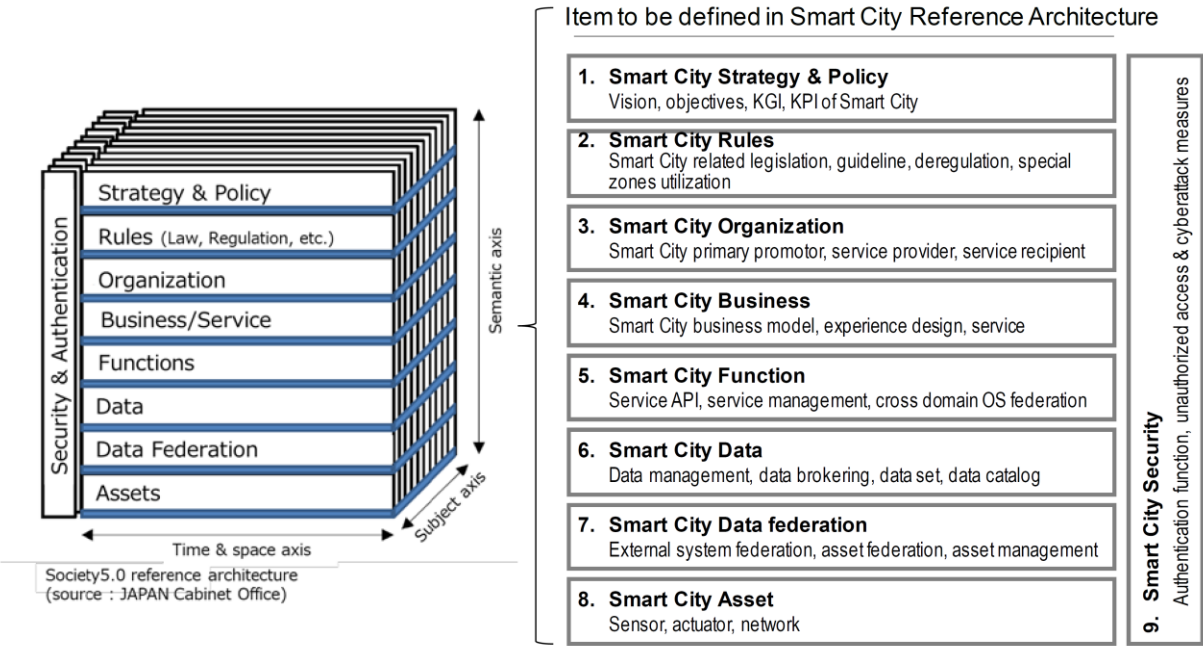 Item to be defined in Smart City Reference Architecture
Security & Authentication
Strategy & Policy
Rules (Law, Regulation, etc.)
Organization
Business/Service
Functions
Data
Data Federation
Assets
Semantic axis
Subject axis
Time & space axis
Society5.0 reference architecture
(source : JAPAN Cabinet Office)
1. Smart City Strategy & Policy
Vision, objectives, KGI, KPI of Smart City
2. Smart City Rules
Smart City related legislation, guideline, deregulation, special
zones utilization
3. Smart City Organization
Smart City primary promotor, service provider, service recipient
4. Smart City Business
Smart City business model, experience design, service
5. Smart City Function
Service API, service management, cross domain OS federation
6. Smart City Data
Data management, data brokering, data set, data catalog
7. Smart City Data federation
External system federation, asset federation, asset management
8. Smart City Asset
Sensor, actuator, network
9. Smart City Security
Authentication function, unauthorized access & cyberattack measures